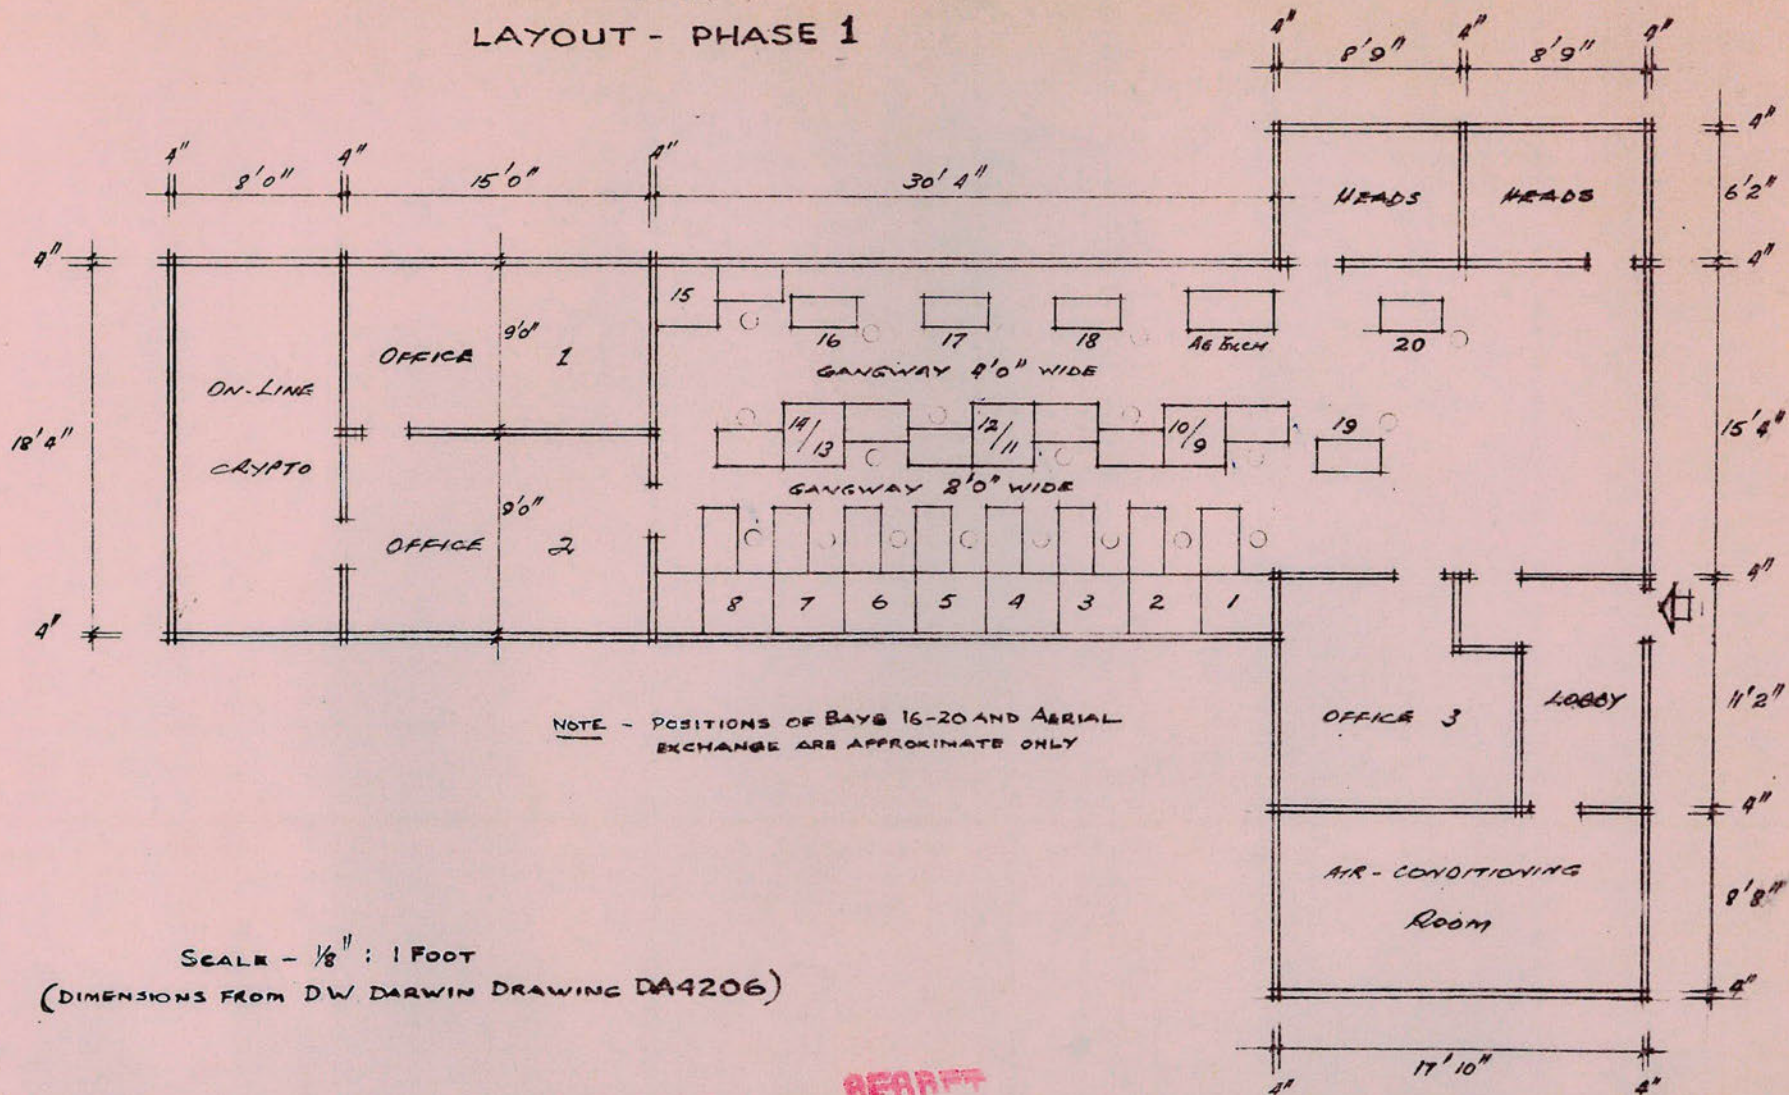 LAYOUT - PHASE 1
4" 4" 4"
8'9" 8'9"
4" 4" 4"
8'0" 15'0" 30'4"
4"
6'2"
4"
HEADS HEADS
4"
18'4"
4'
ON-LINE
CRYPTO
OFFICE 1
9'0"
OFFICE 2
9'0"
15
16 17 18 AE EXCH 20
GANGWAY 4'0" WIDE
14/13 12/11 10/9 19
GANGWAY 2'0" WIDE
8 7 6 5 4 3 2 1
15'4"
4"
11'2"
4"
8'8"
4"
OFFICE 3
LOBBY
AIR-CONDITIONING
ROOM
NOTE - POSITIONS OF BAYS 16-20 AND AERIAL
EXCHANGE ARE APPROXIMATE ONLY
SCALE - 1/8" : 1 FOOT
(DIMENSIONS FROM DW DARWIN DRAWING DA4206)
17'10"
4" 4"